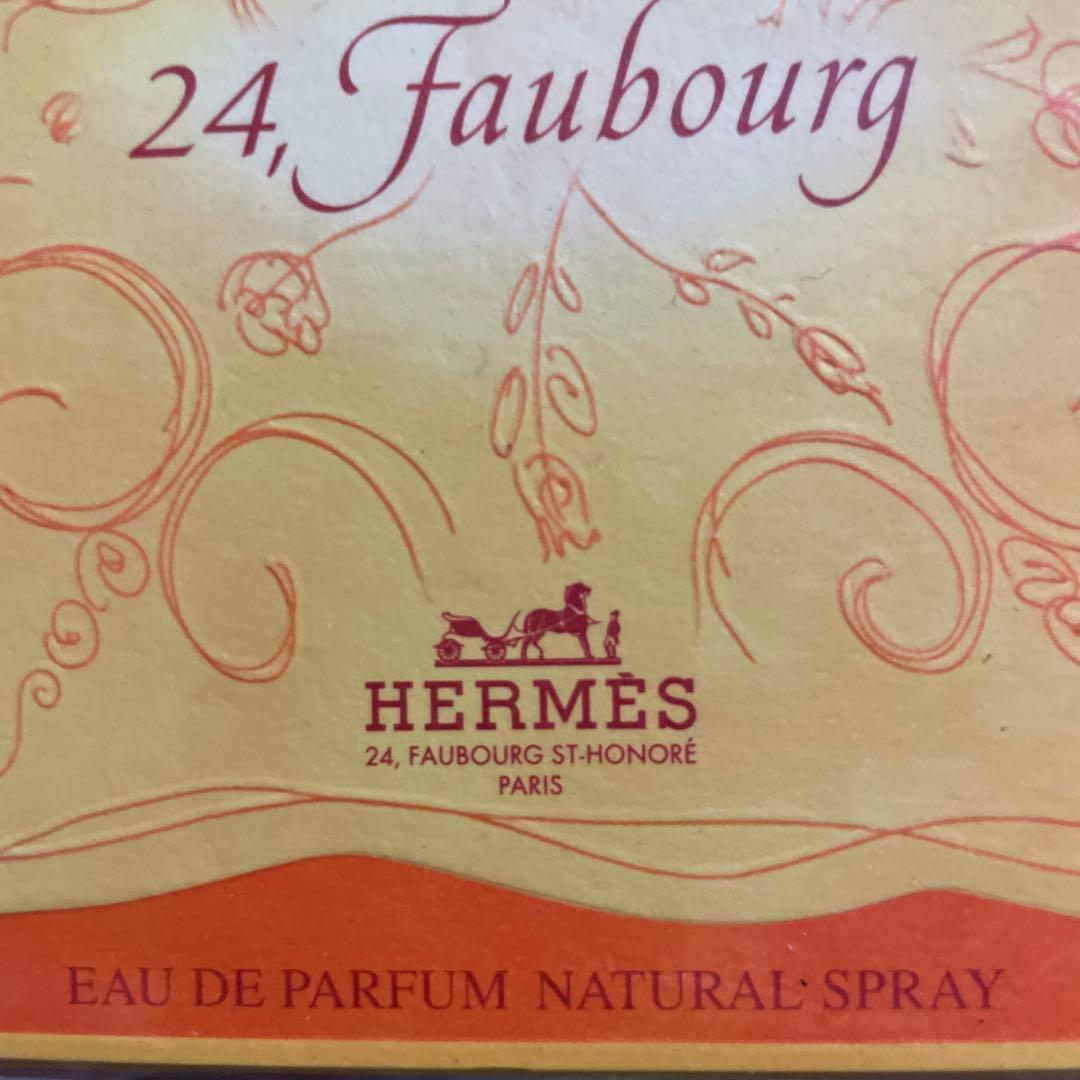 24, Faubourg
HERMÈS
24, FAUBOURG ST-HONORÉ
PARIS
EAU DE PARFUM NATURAL SPRAY